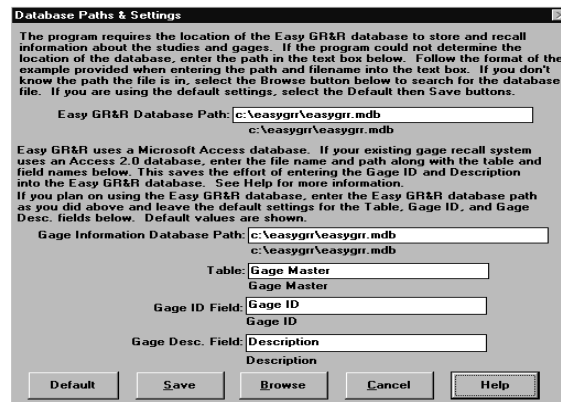 Database Paths & Settings
The program requires the location of the Easy GR&R database to store and recall
information about the studies and gages.  If the program could not determine the
location of the database, enter the path in the text box below.  Follow the format of the
example provided when entering the path and filename into the text box.  If you don't
know the path the file is in, select the Browse button below to search for the database
file.  If you are using the default settings, select the Default then Save buttons.
Easy GR&R Database Path: c:\easygrr\easygrr.mdb
c:\easygrr\easygrr.mdb
Easy GR&R uses a Microsoft Access database.  If your existing gage recall system
uses an Access 2.0 database, enter the file name and path along with the table and
field names below.  This saves the effort of entering the Gage ID and Description
into the Easy GR&R database.  See Help for more information.
If you plan on using the Easy GR&R database, enter the Easy GR&R database path
as you did above and leave the default settings for the Table, Gage ID, and Gage
Desc. fields below.  Default values are shown.
Gage Information Database Path: c:\easygrr\easygrr.mdb
c:\easygrr\easygrr.mdb
Table: Gage Master
Gage Master
Gage ID Field: Gage ID
Gage ID
Gage Desc. Field: Description
Description
Default Save Browse Cancel Help